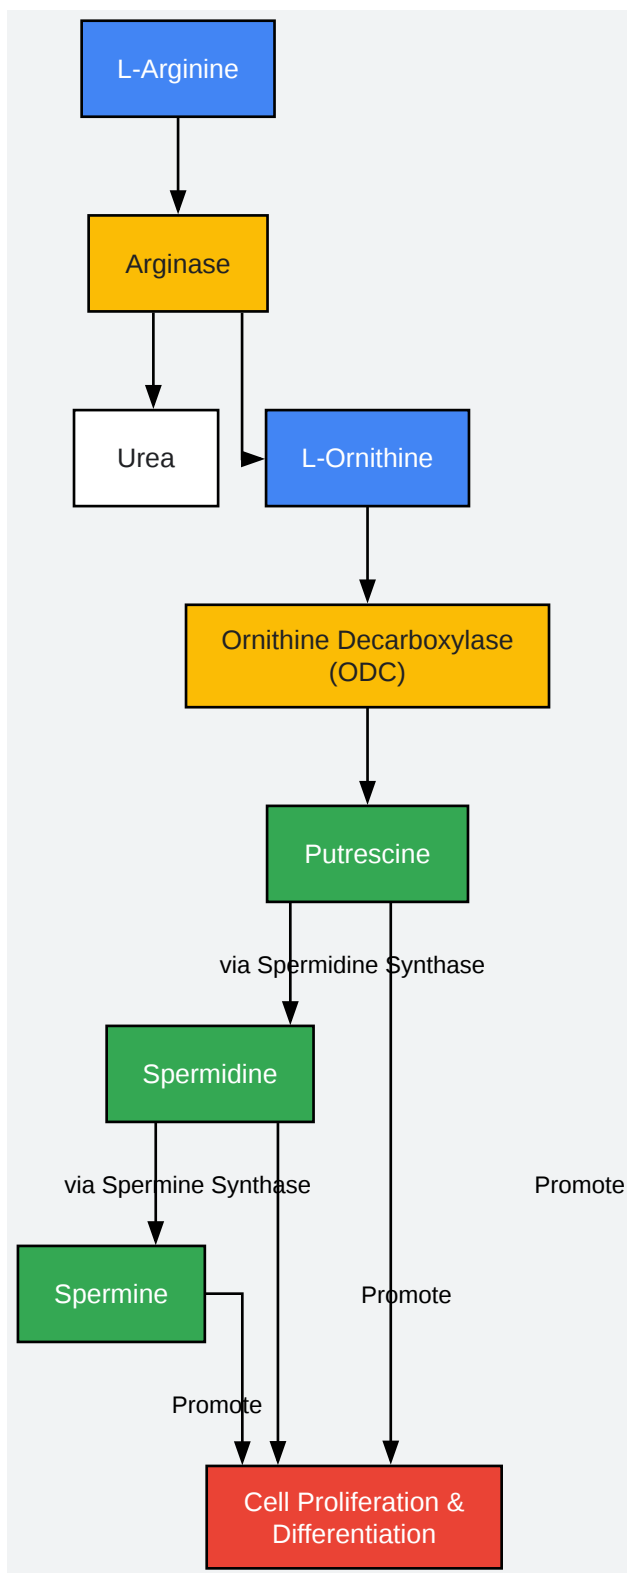 L-Arginine
Arginase
Urea
L-Ornithine
Ornithine Decarboxylase
(ODC)
Putrescine
via Spermidine Synthase
Spermidine
via Spermine Synthase
Promote
Spermine
Promote
Promote
Cell Proliferation &
Differentiation